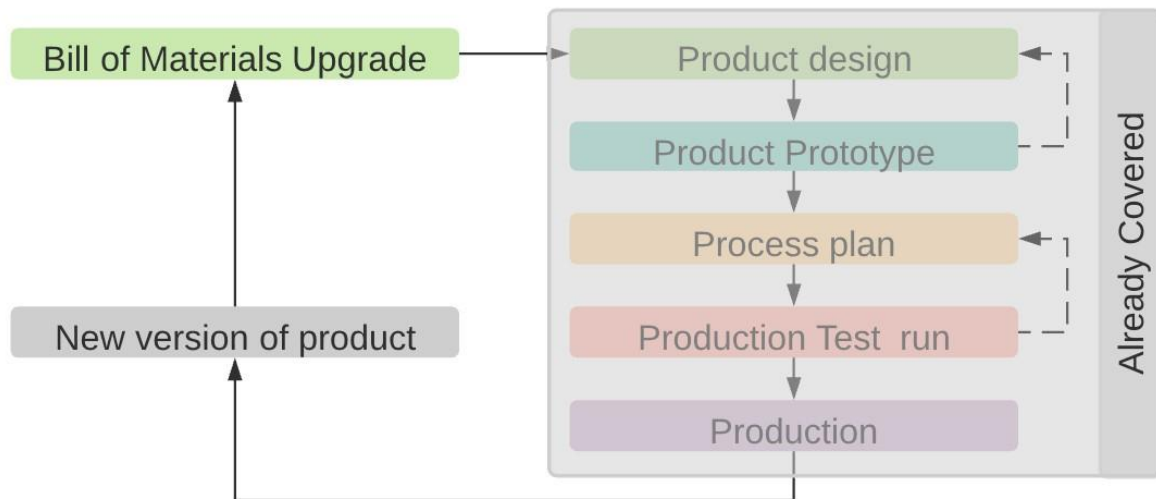 Bill of Materials Upgrade
Product design
Product Prototype
Process plan
New version of product
Production Test run
Production
Already Covered